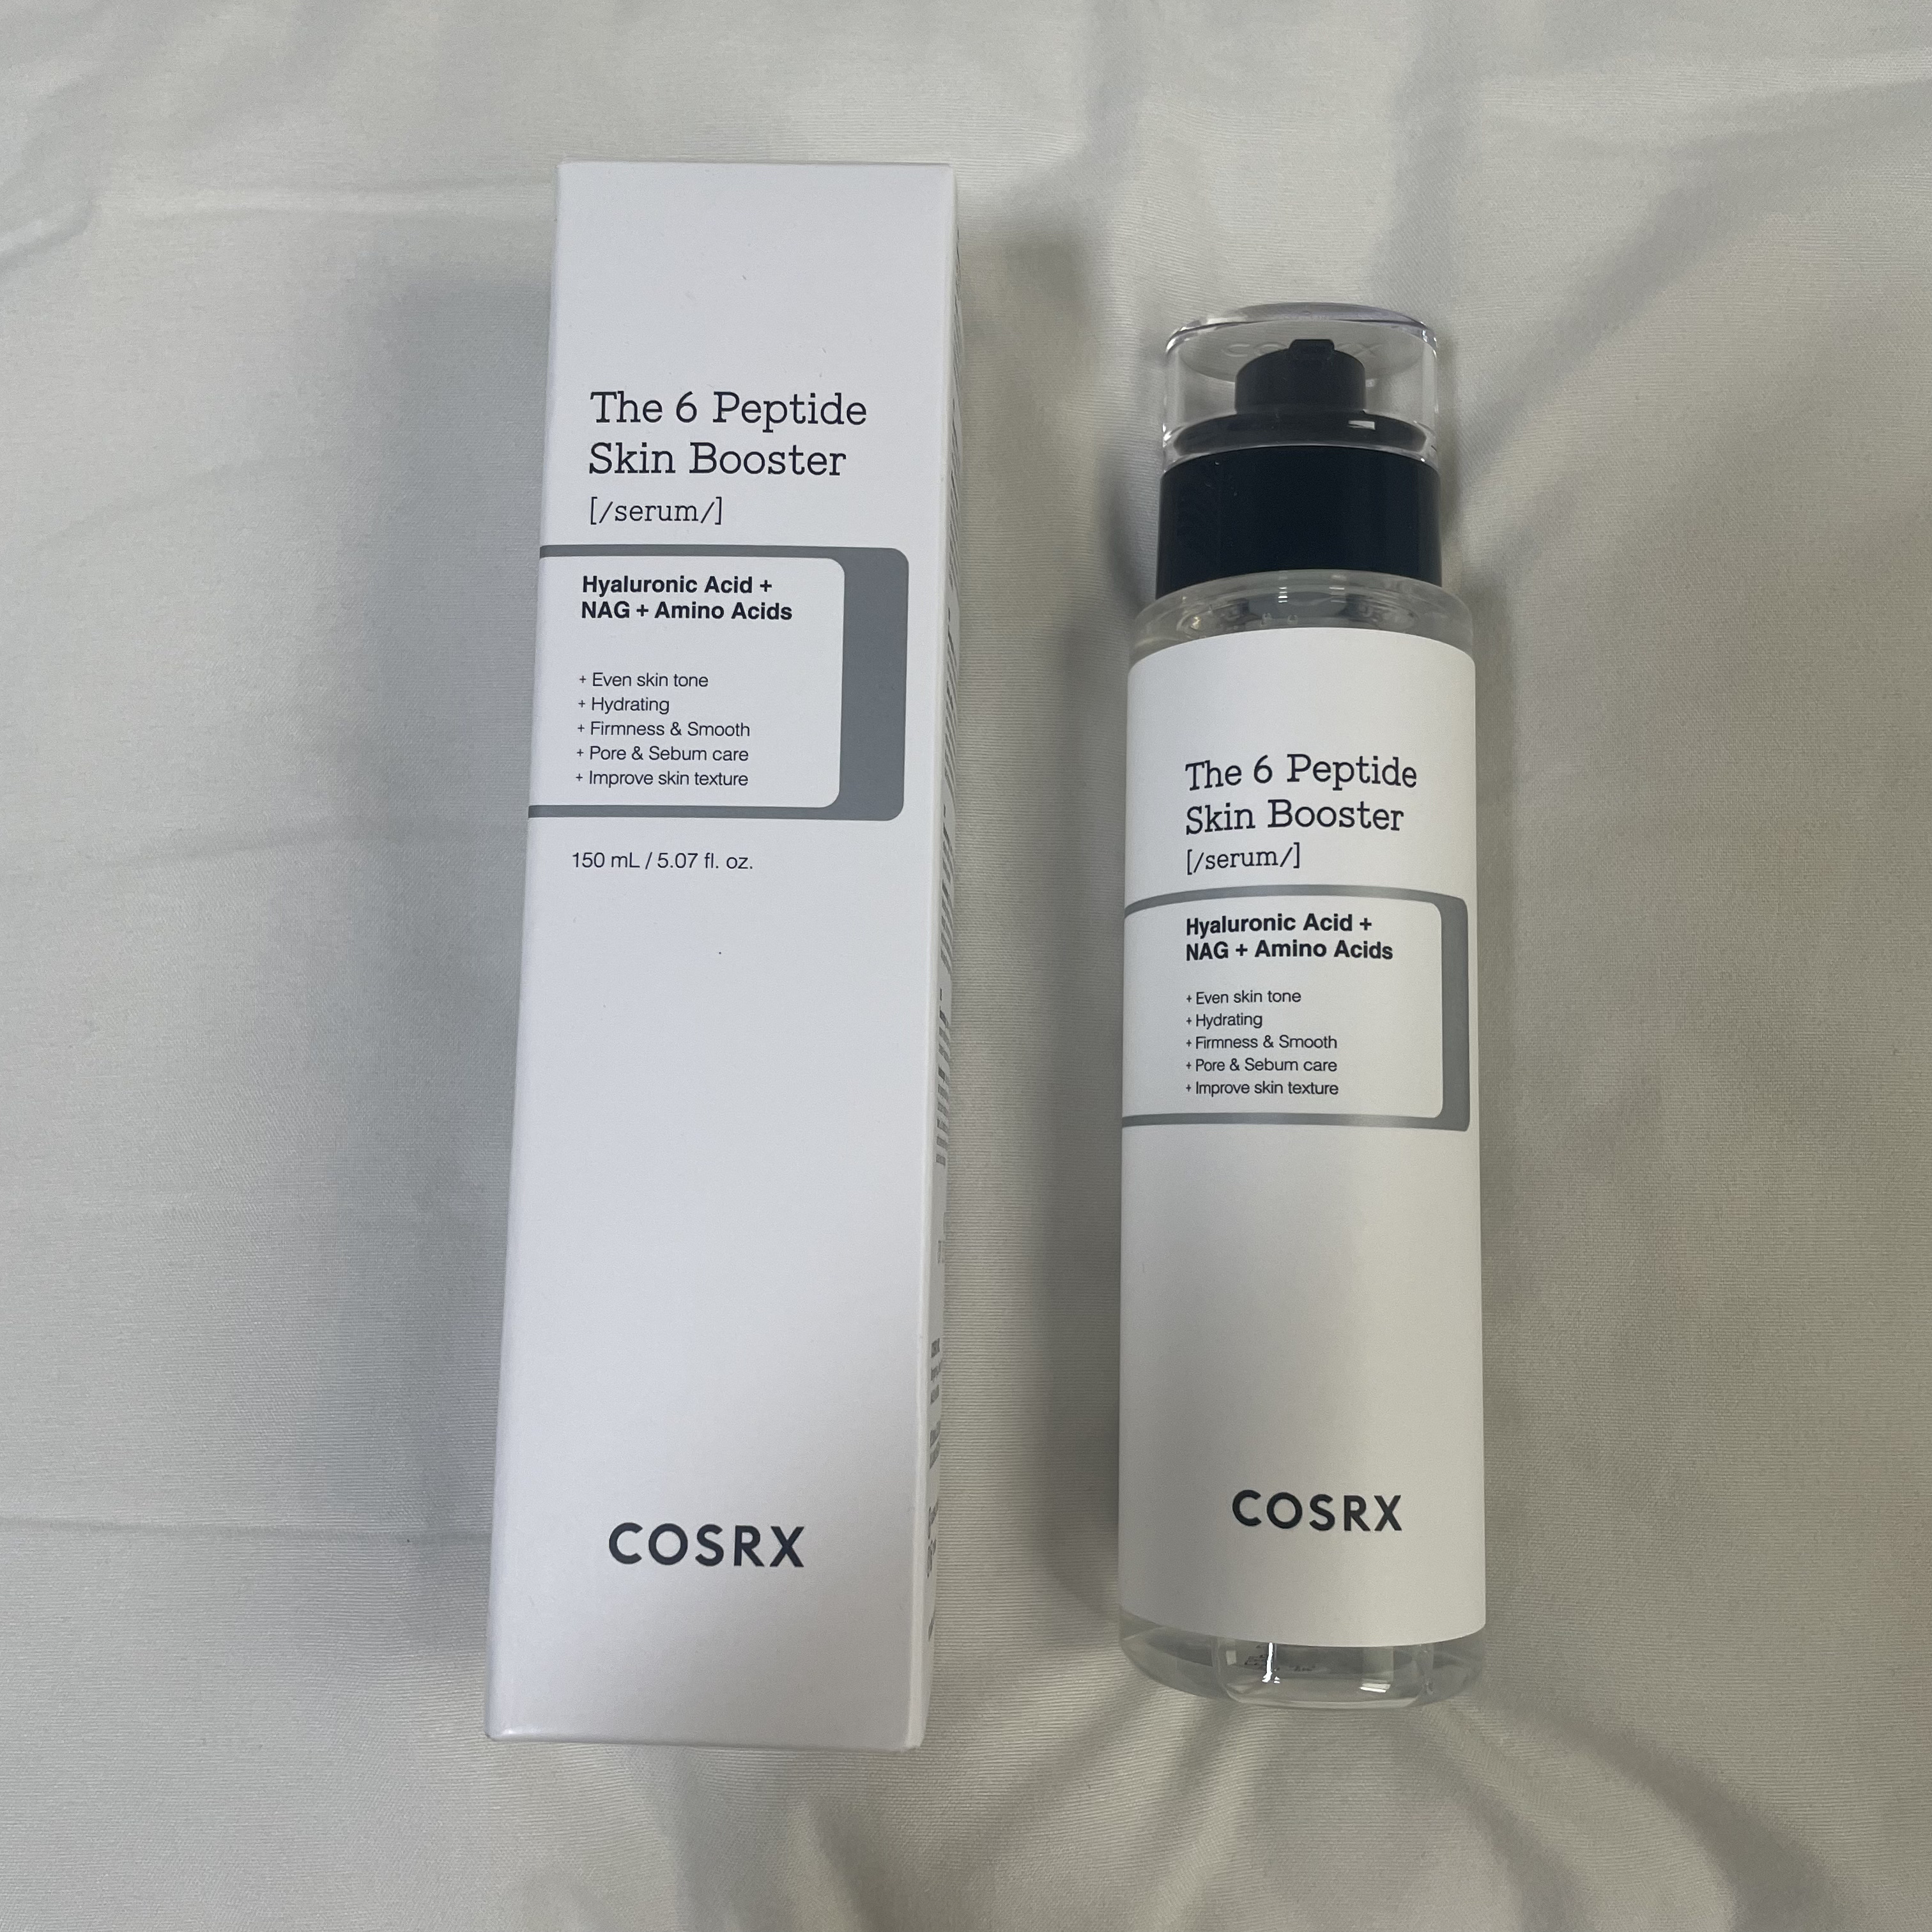 The 6 Peptide
Skin Booster
[/serum/]
Hyaluronic Acid +
NAG + Amino Acids
+ Even skin tone
+ Hydrating
+ Firmness & Smooth
+ Pore & Sebum care
+ Improve skin texture
150 mL / 5.07 fl. oz.
COSRX
COSRX
The 6 Peptide
Skin Booster
[/serum/]
Hyaluronic Acid +
NAG + Amino Acids
+ Even skin tone
+ Hydrating
+ Firmness & Smooth
+ Pore & Sebum care
+ Improve skin texture
COSRX